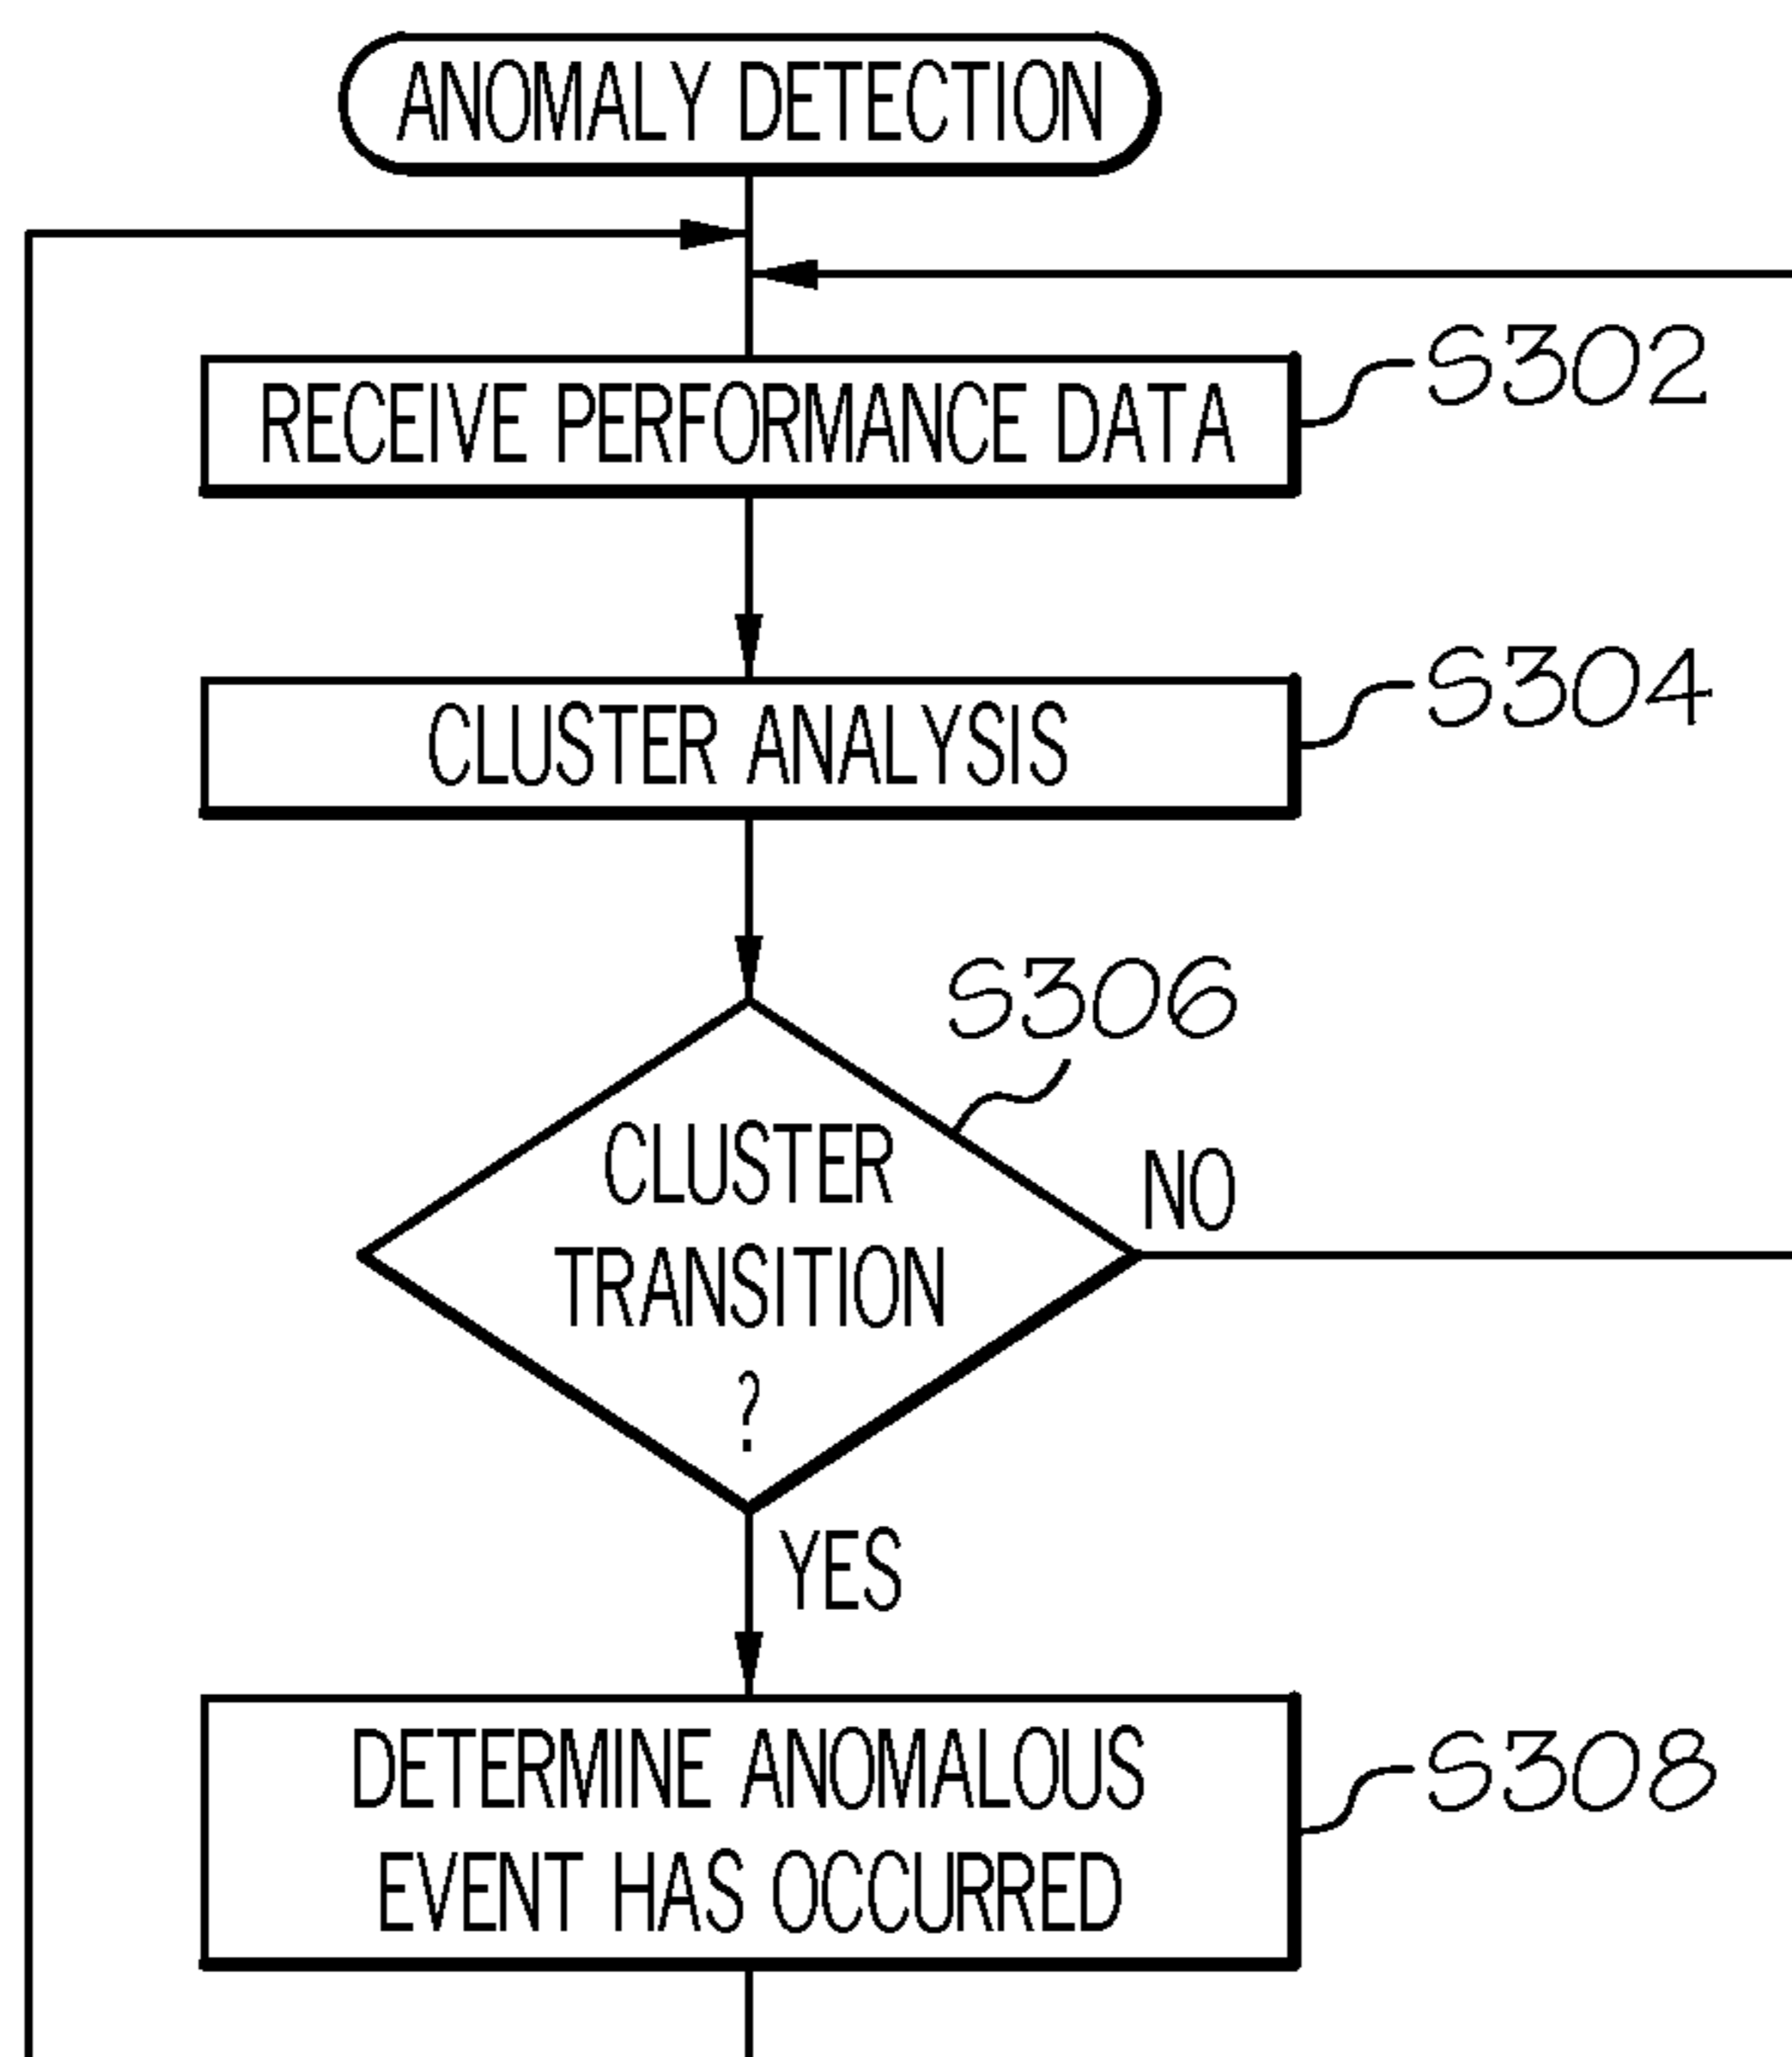 ANOMALY DETECTION
RECEIVE PERFORMANCE DATA
S302
CLUSTER ANALYSIS
S304
S306
CLUSTER
TRANSITION
?
NO
YES
DETERMINE ANOMALOUS
EVENT HAS OCCURRED
S308